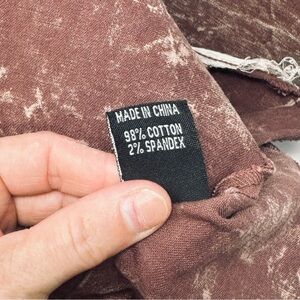 MADE IN CHINA
98% COTTON
2% SPANDEX